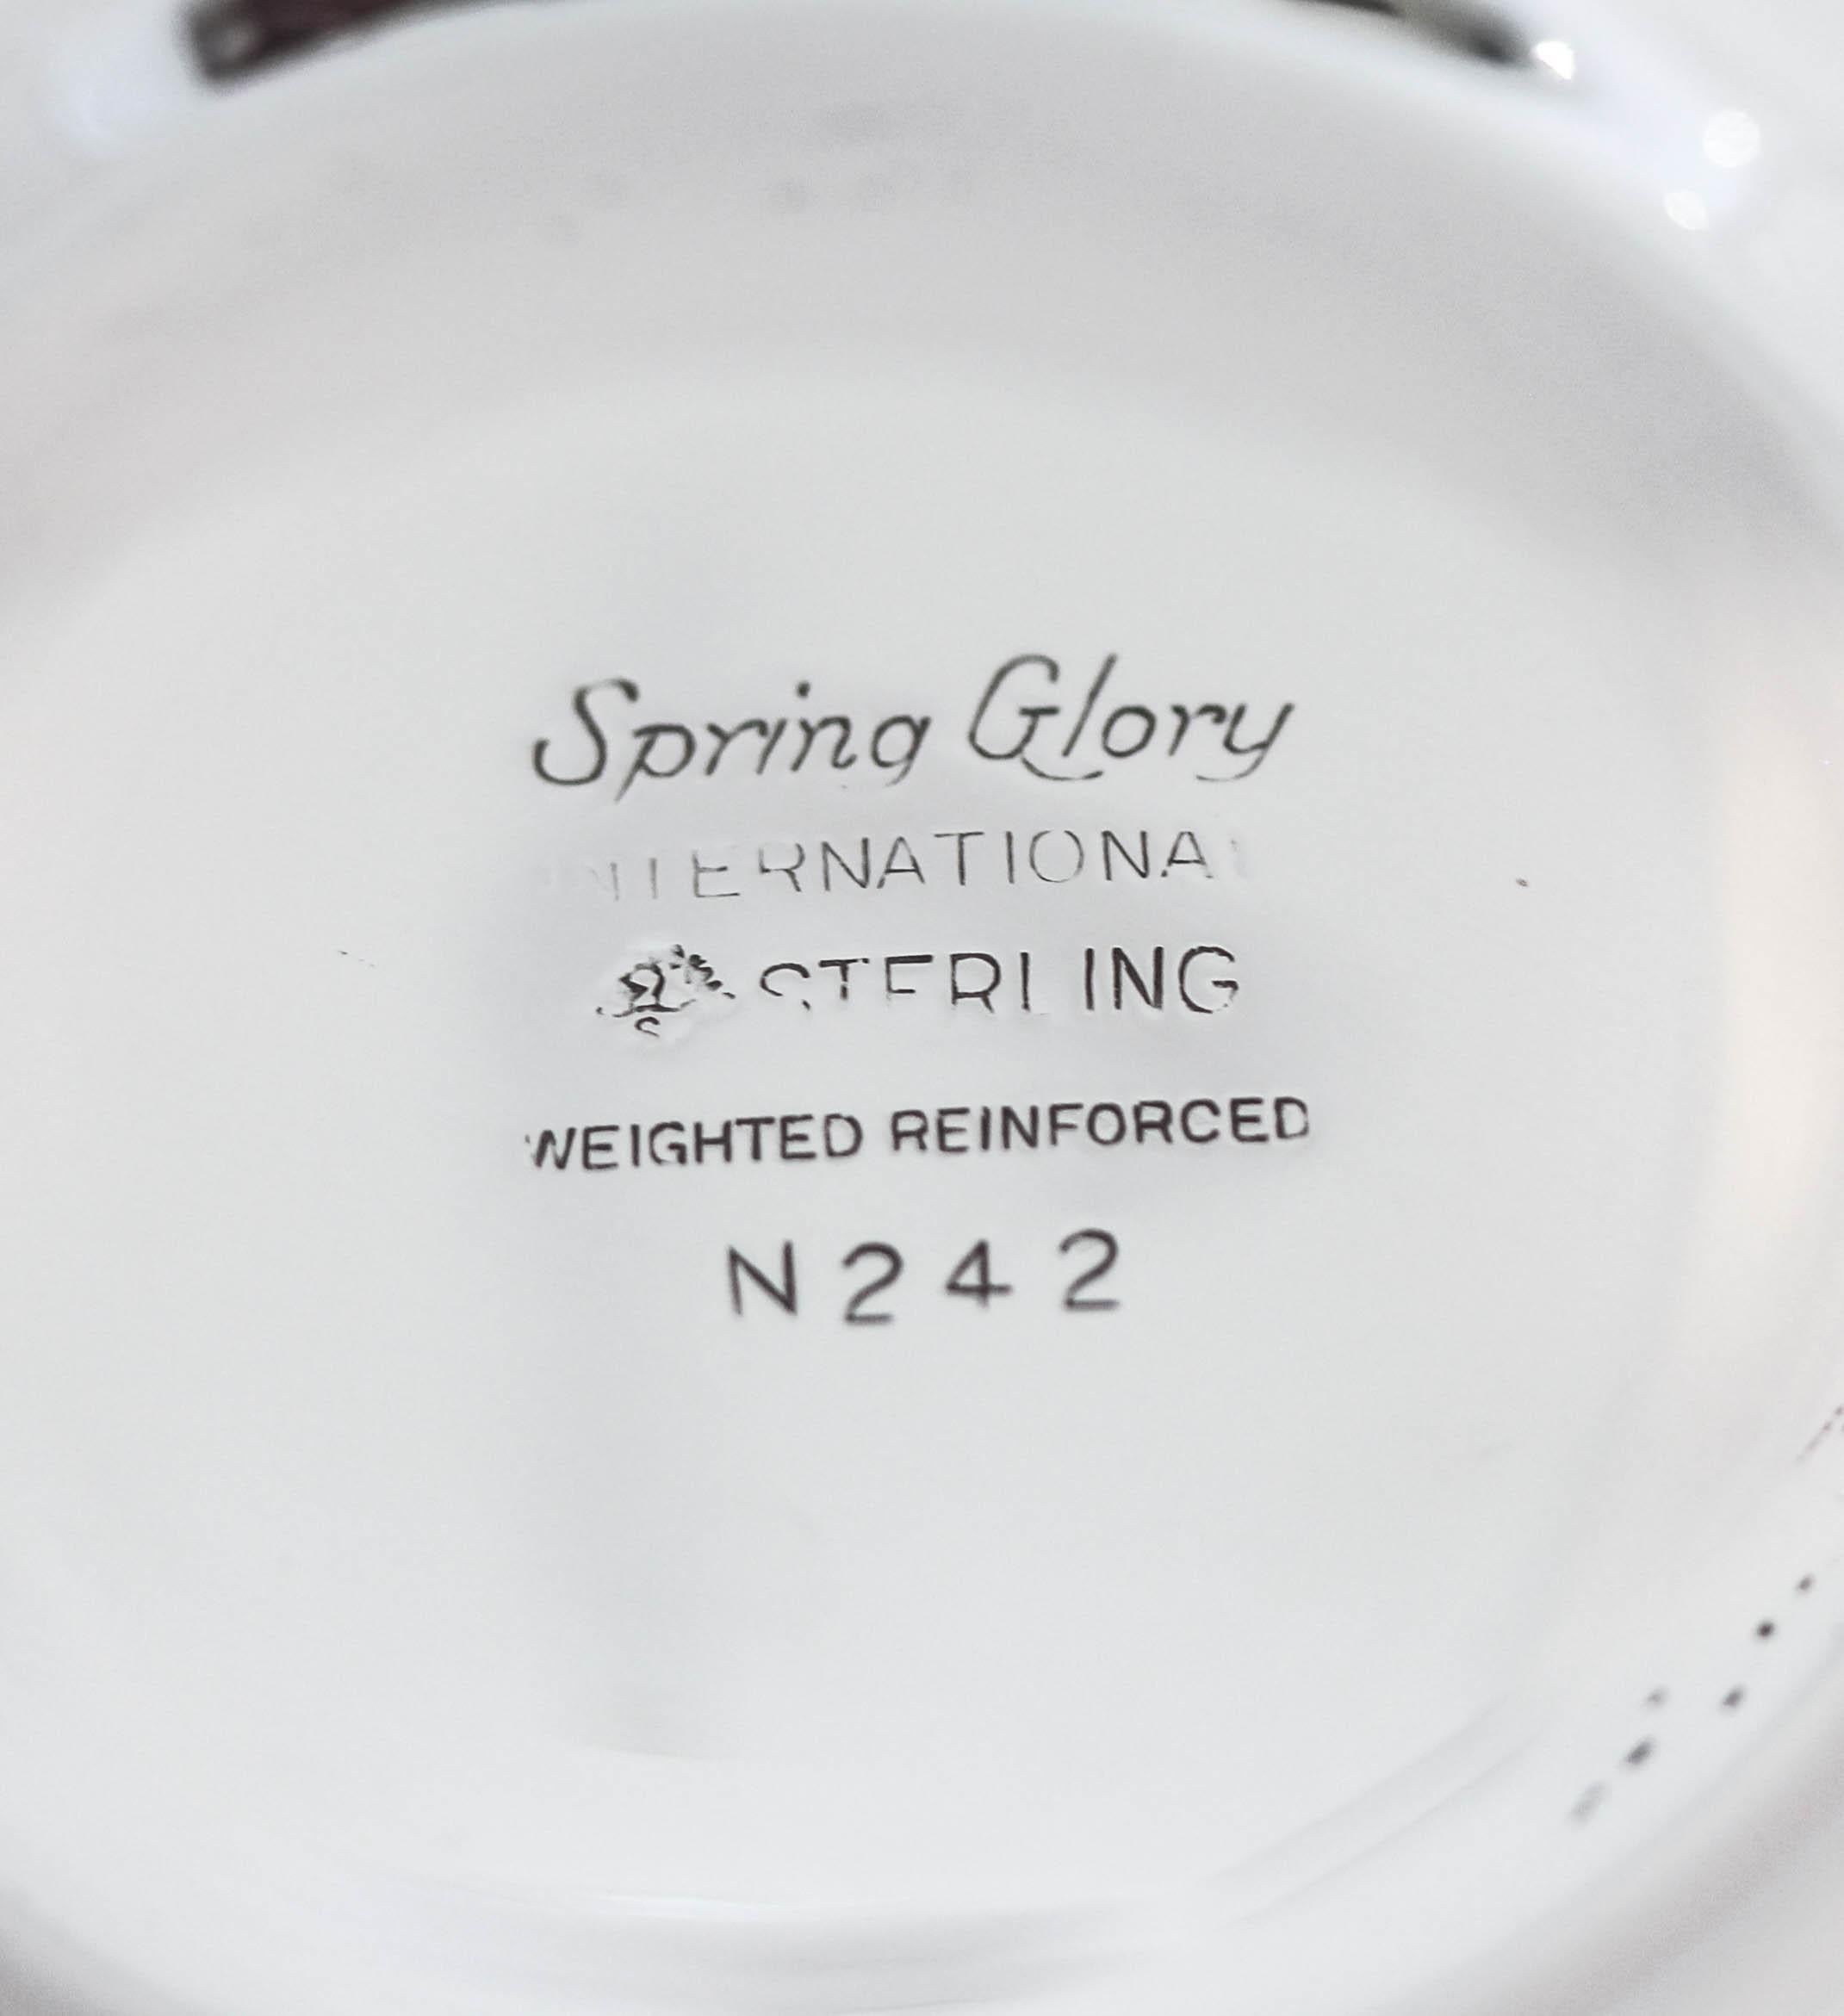 Spring Glory
INTERNATIONAL
STERLING
WEIGHTED REINFORCED
N242